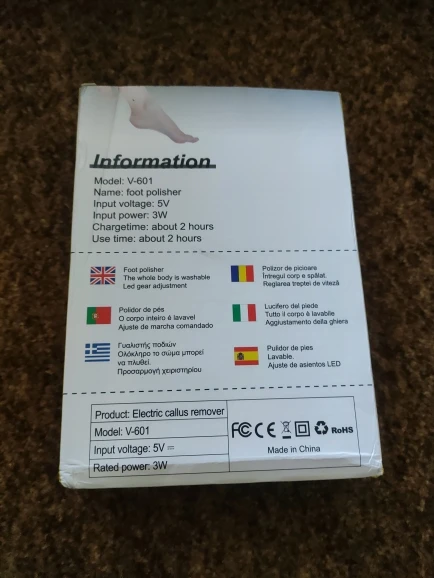 Information
Model: V-601
Name: foot polisher
Input voltage: 5V
Input power: 3W
Chargetime: about 2 hours
Use time: about 2 hours
Foot polisher
The whole body is washable
Led gear adjustment
Polizor de picioare
Întregul corp e spălat.
Reglarea treptei de viteză
Polidor de pés
O corpo inteiro é lavavel
Ajuste de marcha comandado
Lucifero del piede
Tutto il corpo è lavabile
Aggiustamento della ghiera
Γυαλιστής ποδιών
Ολόκληρο το σώμα μπορεί
να πλυθεί.
Προσαρμογή χειριστηρίου
Pulidor de pies
Lavable.
Ajuste de asientos LED
Product: Electric callus remover
Model: V-601
Input voltage: 5V
Rated power: 3W
FC CE RoHS
Made in China